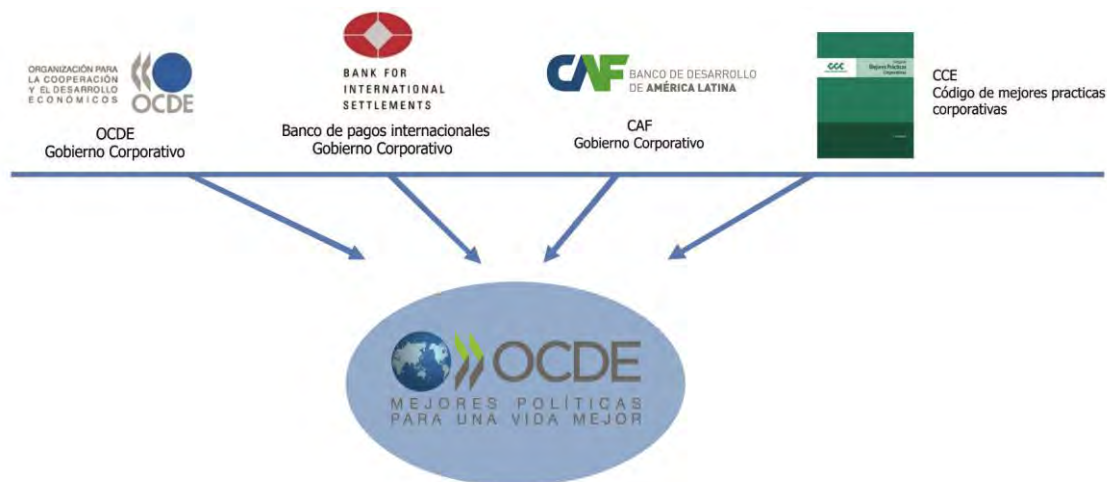 ORGANIZACIÓN PARA
LA COOPERACIÓN
Y EL DESARROLLO
ECONÓMICOS
OCDE
OCDE
Gobierno Corporativo
BANK FOR
INTERNATIONAL
SETTLEMENTS
Banco de pagos internacionales
Gobierno Corporativo
CAF
BANCO DE DESARROLLO
DE AMÉRICA LATINA
CAF
Gobierno Corporativo
Mejores Prácticas
CCE
Código de mejores practicas
corporativas
OCDE
MEJORES POLÍTICAS
PARA UNA VIDA MEJOR